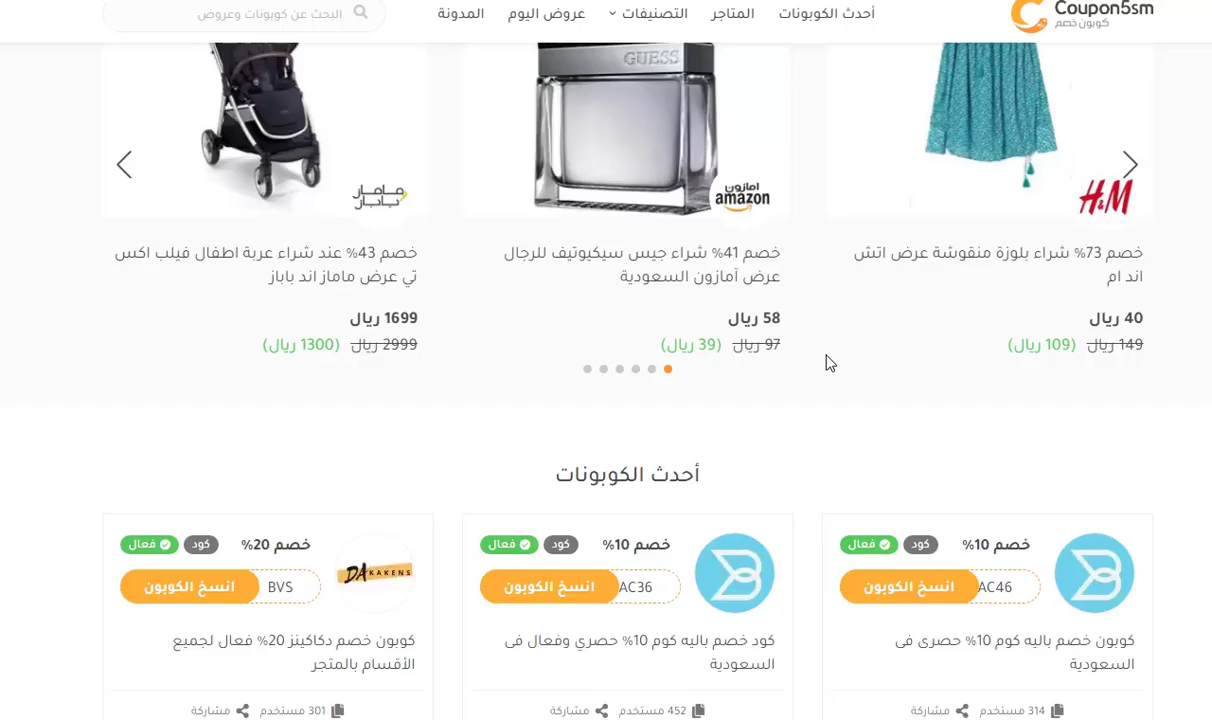 Coupon5sm
كوبون خصم
أحدث الكوبونات
المتاجر
التصنيفات
عروض اليوم
المدونة
البحث عن كوبونات وعروض
H&M
خصم 73% شراء بلوزة منقوشة عرض اتش
اند ام
40 ريال
149 ريال (109 ريال)
GUESS
امازون
amazon
خصم 41% شراء جيس سيكيوتيف للرجال
عرض آمازون السعودية
58 ريال
97 ريال (39 ريال)
ماماز
باباز
خصم 43% عند شراء عربة اطفال فيلب اكس
تي عرض ماماز اند باباز
1699 ريال
2999 ريال (1300 ريال)
أحدث الكوبونات
خصم 10% كود فعال
AC46 انسخ الكوبون
كوبون خصم باليه كوم 10% حصرى فى
السعودية
314 مستخدم مشاركة
خصم 10% كود فعال
AC36 انسخ الكوبون
كود خصم باليه كوم 10% حصري وفعال فى
السعودية
452 مستخدم مشاركة
DAKAKENS
خصم 20% كود فعال
BVS انسخ الكوبون
كوبون خصم دكاكينز 20% فعال لجميع
الأقسام بالمتجر
301 مستخدم مشاركة